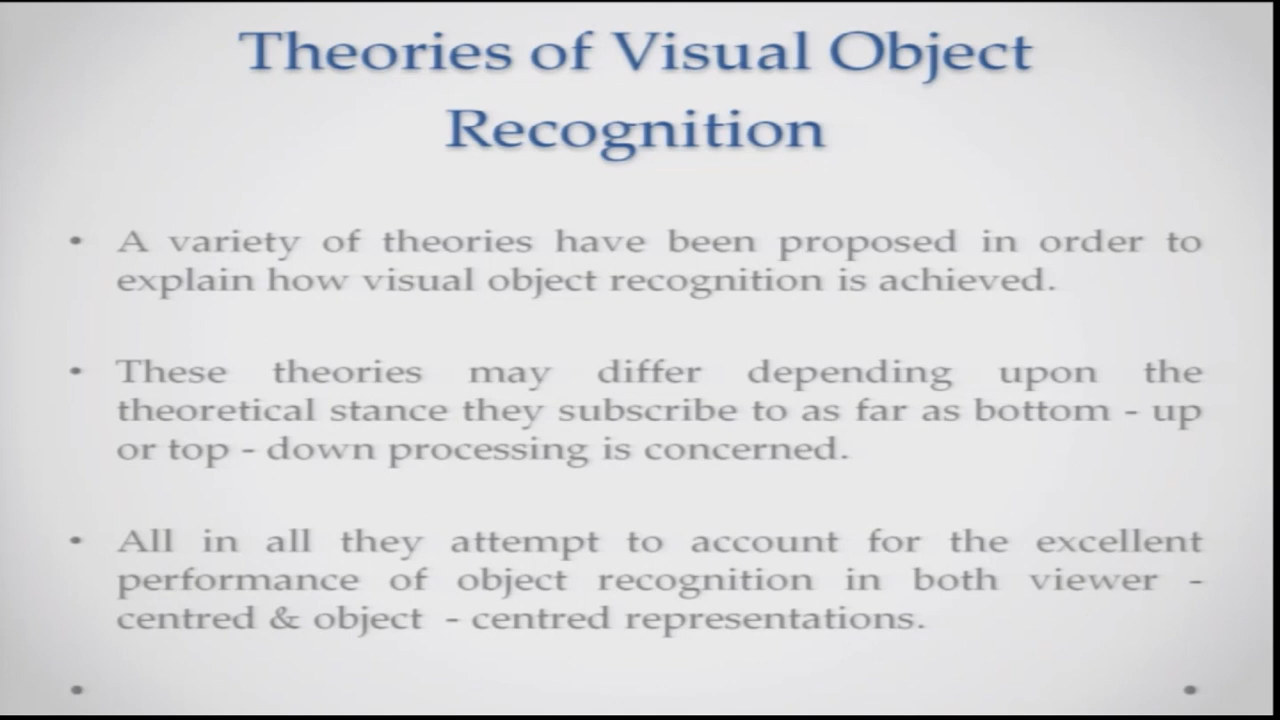 Theories of Visual Object
Recognition
• A variety of theories have been proposed in order to
explain how visual object recognition is achieved.
• These theories may differ depending upon the
theoretical stance they subscribe to as far as bottom - up
or top - down processing is concerned.
• All in all they attempt to account for the excellent
performance of object recognition in both viewer -
centred & object - centred representations.